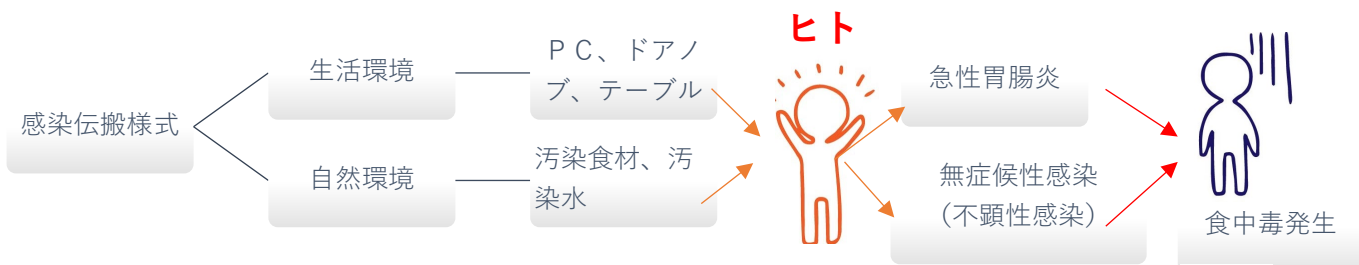 感染伝搬様式
生活環境
自然環境
ＰＣ、ドアノ
ブ、テーブル
汚染食材、汚
染水
ヒト
急性胃腸炎
無症候性感染
（不顕性感染）
食中毒発生